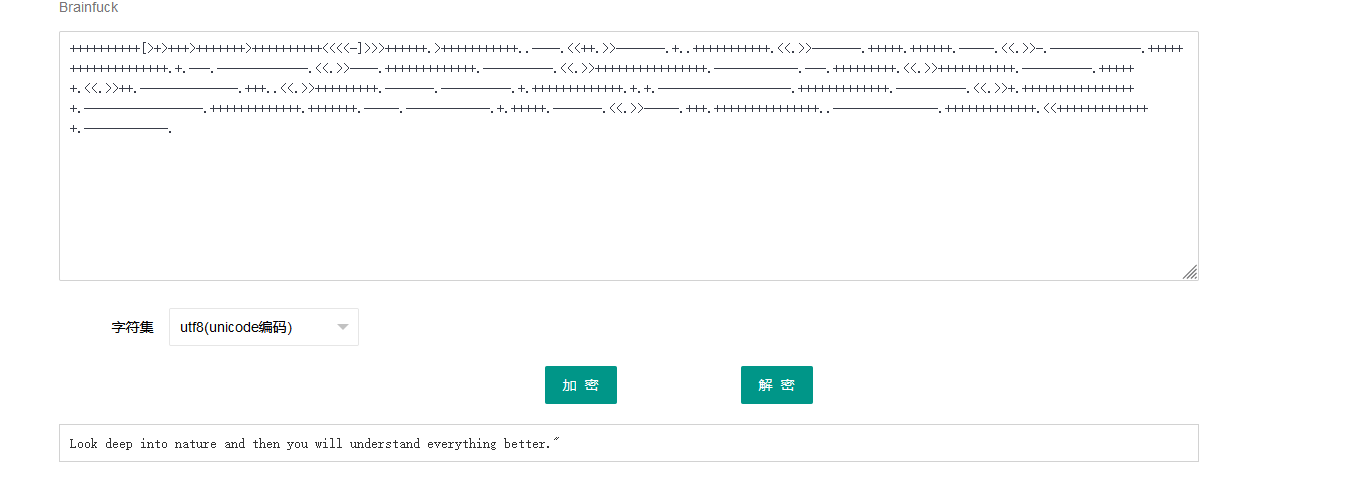 Brainfuck
++++++++++[>+>+++>+++++++>++++++++++<<<<-]>>>++++++.>+++++++++++..----.<<++.>>-------.+..+++++++++++.<<.>>-------.+++++.++++++.-----.<<.>>-.-------------.+++++
++++++++++++++.+.---.-------------.<<.>>----.+++++++++++++.----------.<<.>>++++++++++++++++.------------.---.+++++++++.<<.>>+++++++++++.----------.+++++
+.<<.>>++.--------------.+++..<<.>>+++++++++.-------.----------.+.+++++++++++++.+.+.-------------------.+++++++++++++.----------.<<.>>+.++++++++++++++++
+.-----------------.+++++++++++++.+++++++.-----.------------.+.+++++.-------.<<.>>-----.+++.+++++++++++++++..---------------.+++++++++++++.<<+++++++++++++
+.------------.
字符集
utf8(unicode编码)
加 密
解 密
Look deep into nature and then you will understand everything better.″